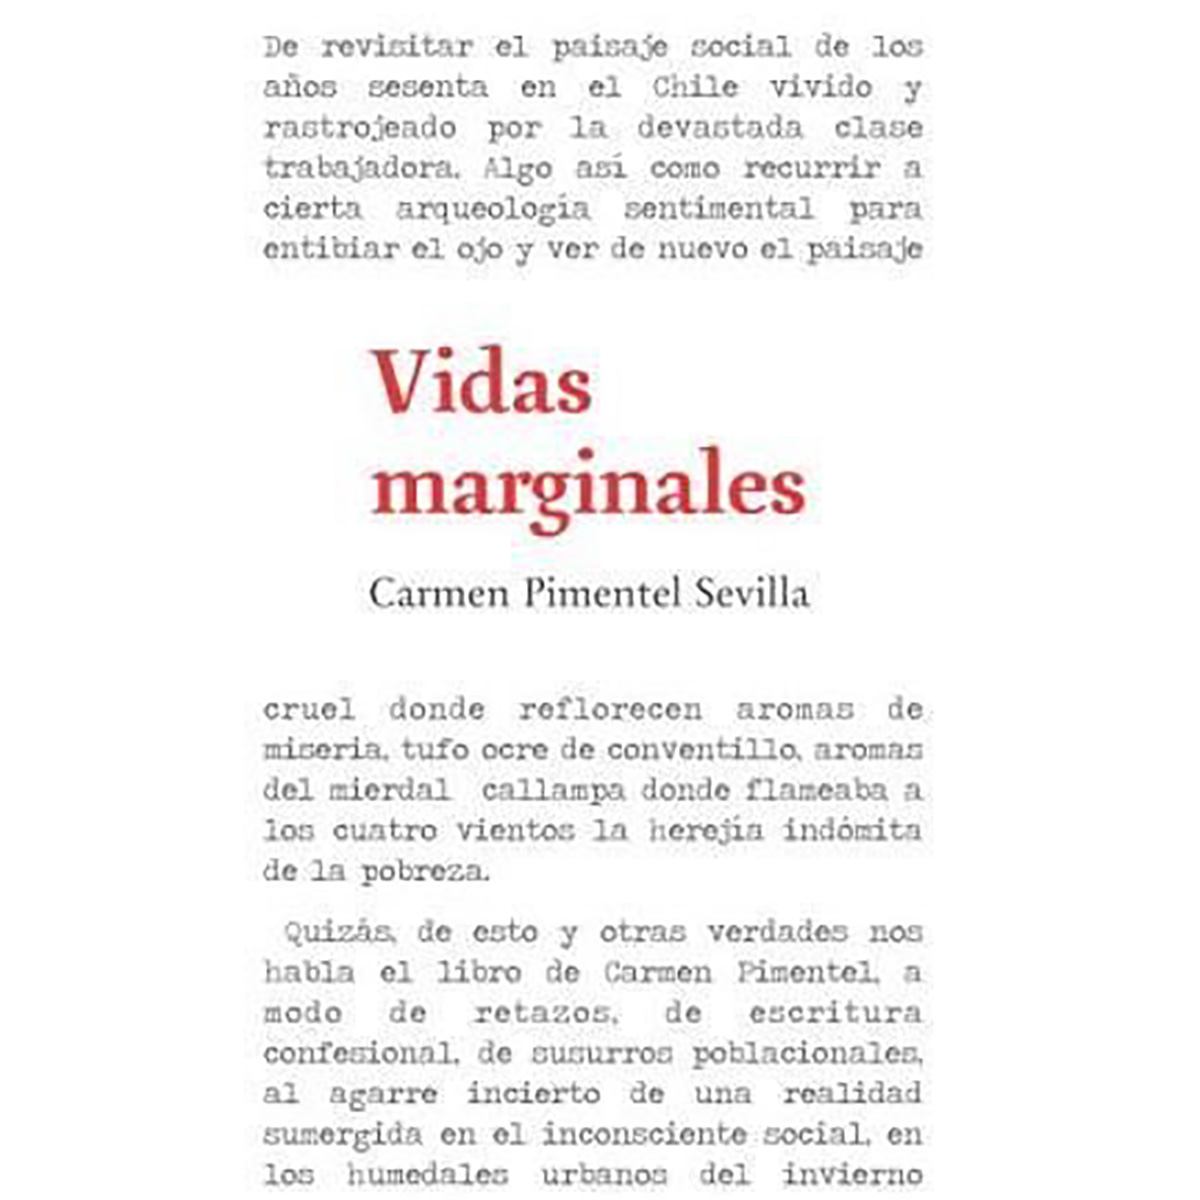 De revisitar el paisaje social de los
años sesenta en el Chile vivido y
rastrojeado por la devastada clase
trabajadora. Algo así como recurrir a
cierta arqueología sentimental para
entibiar el ojo y ver de nuevo el paisaje
Vidas
marginales
Carmen Pimentel Sevilla
cruel donde reflorecen aromas de
miseria, tufo ocre de conventillo, aromas
del mierdal callampa donde flameaba a
los cuatro vientos la herejía indómita
de la pobreza.
Quizás, de esto y otras verdades nos
habla el libro de Carmen Pimentel, a
modo de retazos, de escritura
confesional, de susurros poblacionales,
al agarre incierto de una realidad
sumergida en el inconsciente social, en
los humedales urbanos del invierno